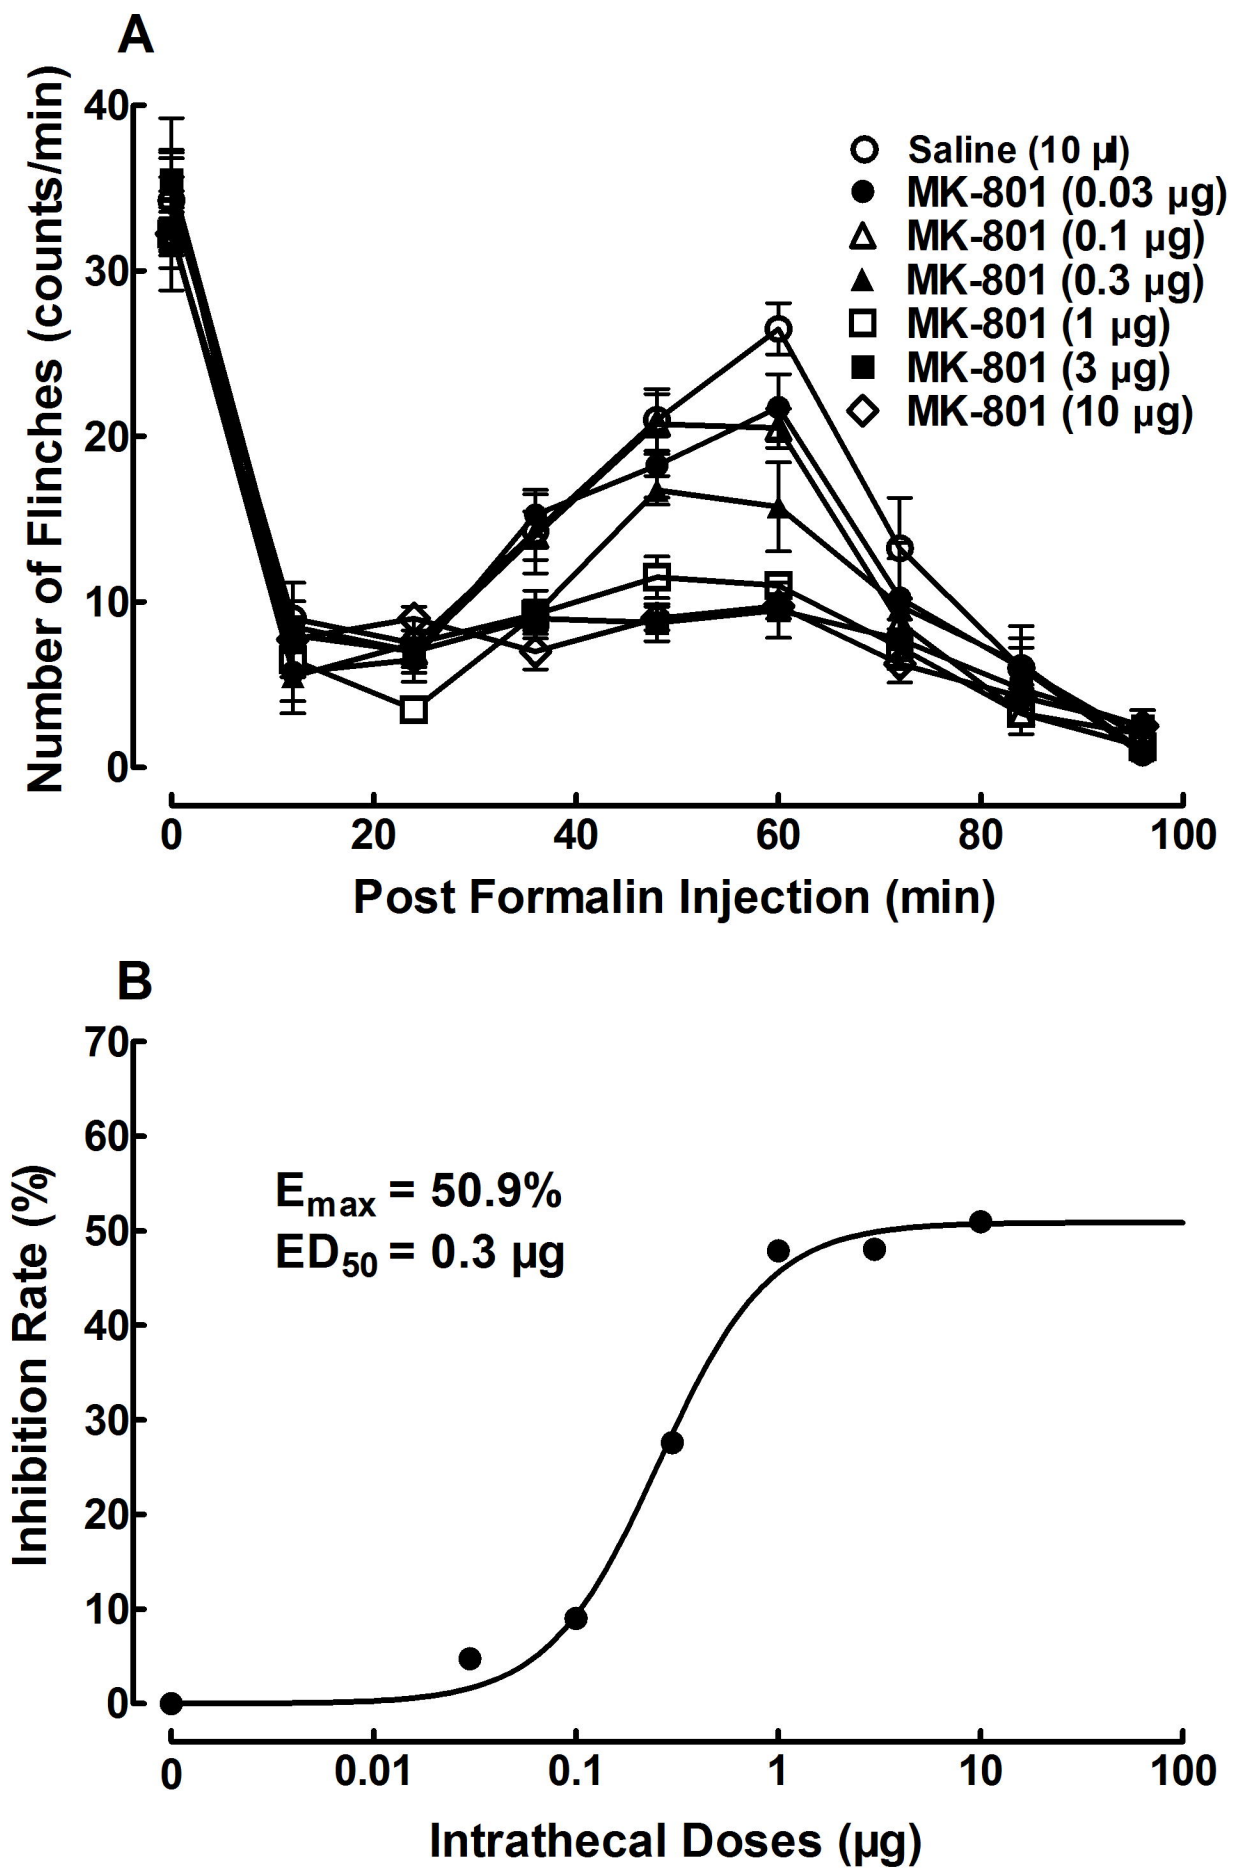 A
Number of Flinches (counts/min)
40
30
20
10
0
Saline (10 µl)
MK-801 (0.03 µg)
MK-801 (0.1 µg)
MK-801 (0.3 µg)
MK-801 (1 µg)
MK-801 (3 µg)
MK-801 (10 µg)
0 20 40 60 80 100
Post Formalin Injection (min)
B
Inhibition Rate (%)
70
60
50
40
30
20
10
0
Emax = 50.9%
ED50 = 0.3 µg
0 0.01 0.1 1 10 100
Intrathecal Doses (µg)